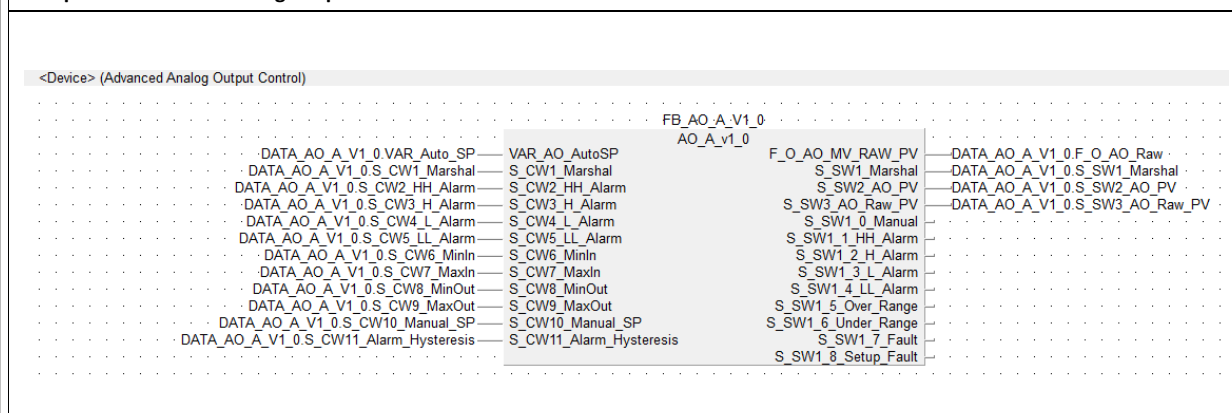 <Device> (Advanced Analog Output Control)
FB_AO_A_V1_0
AO_A_v1_0
DATA_AO_A_V1_0.VAR_Auto_SP VAR_AO_AutoSP F_O_AO_MV_RAW_PV DATA_AO_A_V1_0.F_O_AO_Raw
DATA_AO_A_V1_0.S_CW1_Marshal S_CW1_Marshal S_SW1_Marshal DATA_AO_A_V1_0.S_SW1_Marshal
DATA_AO_A_V1_0.S_CW2_HH_Alarm S_CW2_HH_Alarm S_SW2_AO_PV DATA_AO_A_V1_0.S_SW2_AO_PV
DATA_AO_A_V1_0.S_CW3_H_Alarm S_CW3_H_Alarm S_SW3_AO_Raw_PV DATA_AO_A_V1_0.S_SW3_AO_Raw_PV
DATA_AO_A_V1_0.S_CW4_L_Alarm S_CW4_L_Alarm S_SW1_0_Manual
DATA_AO_A_V1_0.S_CW5_LL_Alarm S_CW5_LL_Alarm S_SW1_1_HH_Alarm
DATA_AO_A_V1_0.S_CW6_MinIn S_CW6_MinIn S_SW1_2_H_Alarm
DATA_AO_A_V1_0.S_CW7_MaxIn S_CW7_MaxIn S_SW1_3_L_Alarm
DATA_AO_A_V1_0.S_CW8_MinOut S_CW8_MinOut S_SW1_4_LL_Alarm
DATA_AO_A_V1_0.S_CW9_MaxOut S_CW9_MaxOut S_SW1_5_Over_Range
DATA_AO_A_V1_0.S_CW10_Manual_SP S_CW10_Manual_SP S_SW1_6_Under_Range
DATA_AO_A_V1_0.S_CW11_Alarm_Hysteresis S_CW11_Alarm_Hysteresis S_SW1_7_Fault
S_SW1_8_Setup_Fault